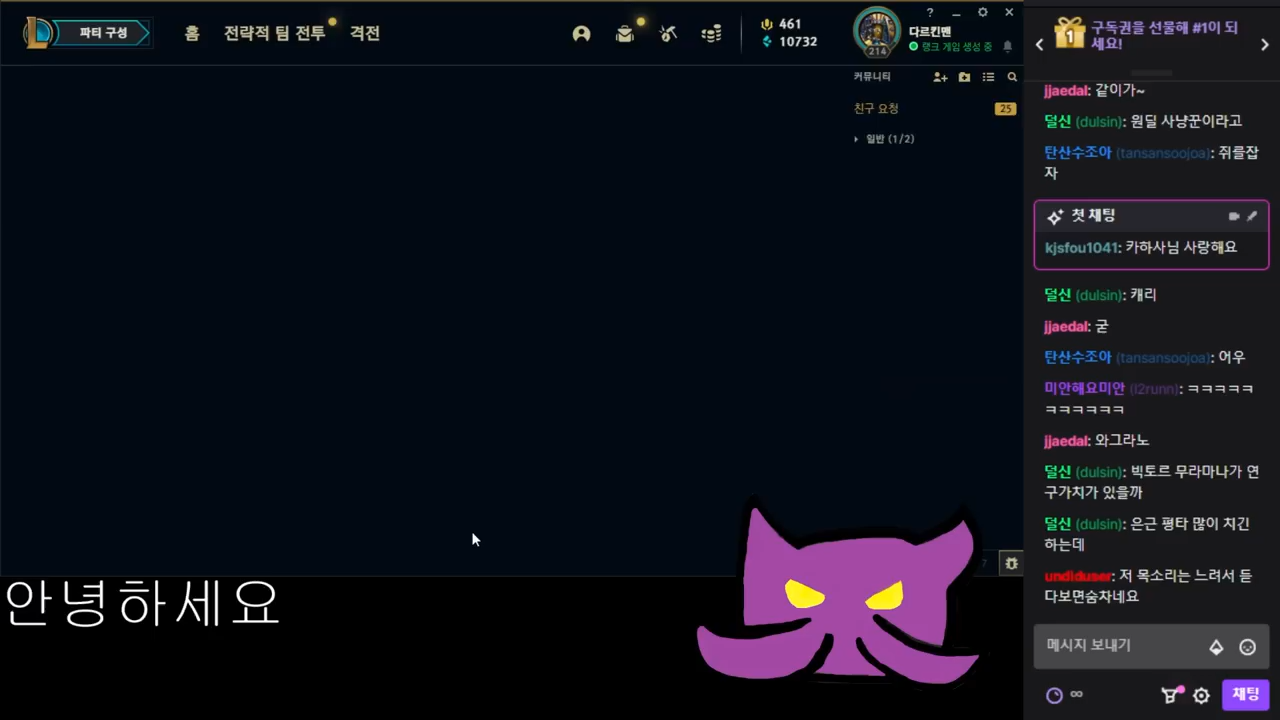 파티 구성
홈
전략적 팀 전투
격전
461
10732
214
다르킨맨
랭크 게임 생성 중
커뮤니티
친구 요청
25
일반 (1/2)
7
안녕하세요
1
구독권을 선물해 #1이 되
세요!
jjaedal: 같이가~
덜신 (dulsin): 원딜 사냥꾼이라고
탄산수조아 (tansansoojoa): 쥐를잡
자
첫 채팅
kjsfou1041: 카하사님 사랑해요
덜신 (dulsin): 캐리
jjaedal: 굳
탄산수조아 (tansansoojoa): 어우
미안해요미안 (l2runn): ㅋㅋㅋㅋㅋ
ㅋㅋㅋㅋㅋㅋ
jjaedal: 와그라노
덜신 (dulsin): 빅토르 무라마나가 연
구가치가 있을까
덜신 (dulsin): 은근 평타 많이 치긴
하는데
undiduser: 저 목소리는 느려서 듣
다보면숨차네요
메시지 보내기
∞
채팅